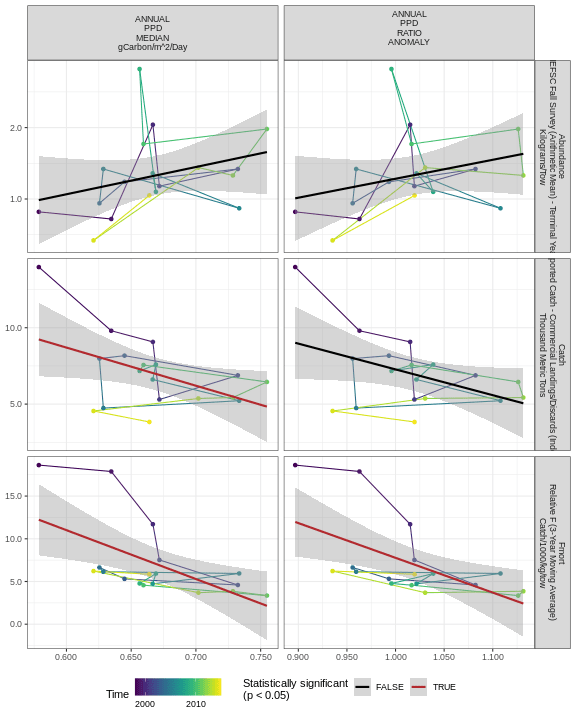 ANNUAL
PPD
MEDIAN
gCarbon/m^2/Day
ANNUAL
PPD
RATIO
ANOMALY
2.0
1.0
Abundance
EFSC Fall Survey (Arithmetic Mean) - Terminal Ye
Kilograms/Tow
10.0
5.0
Catch
ported Catch - Commercial Landings/Discards (Ind
Thousand Metric Tons
15.0
10.0
5.0
0.0
Fmort
Relative F (3-Year Moving Average)
Catch/1000/kg/tow
0.600
0.650
0.700
0.750
0.900
0.950
1.000
1.050
1.100
Time
2000
2010
Statistically significant
(p < 0.05)
FALSE
TRUE